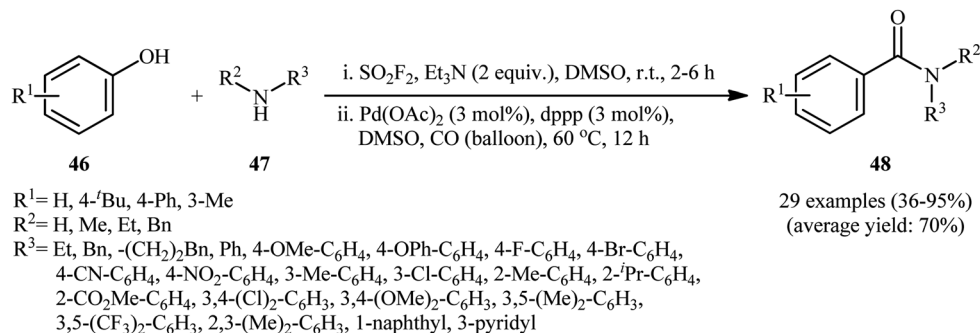 OH
R¹
46
+
R² R³
N
H
47
i. SO₂F₂, Et₃N (2 equiv.), DMSO, r.t., 2-6 h
ii. Pd(OAc)₂ (3 mol%), dppp (3 mol%),
DMSO, CO (balloon), 60 °C, 12 h
O
R²
N
R¹
R³
48
R¹= H, 4-ᵗBu, 4-Ph, 3-Me
R²= H, Me, Et, Bn
R³= Et, Bn, -(CH₂)₂Bn, Ph, 4-OMe-C₆H₄, 4-OPh-C₆H₄, 4-F-C₆H₄, 4-Br-C₆H₄,
4-CN-C₆H₄, 4-NO₂-C₆H₄, 3-Me-C₆H₄, 3-Cl-C₆H₄, 2-Me-C₆H₄, 2-ⁱPr-C₆H₄,
2-CO₂Me-C₆H₄, 3,4-(Cl)₂-C₆H₃, 3,4-(OMe)₂-C₆H₃, 3,5-(Me)₂-C₆H₃,
3,5-(CF₃)₂-C₆H₃, 2,3-(Me)₂-C₆H₃, 1-naphthyl, 3-pyridyl
29 examples (36-95%)
(average yield: 70%)